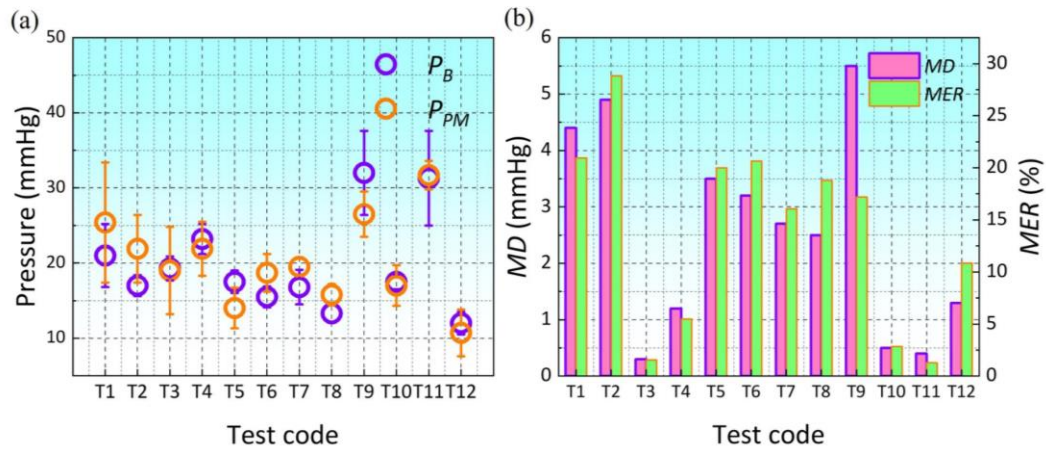 (a)
50
40
30
20
10
Pressure (mmHg)
P_B
P_PM
T1 T2 T3 T4 T5 T6 T7 T8 T9 T10 T11 T12
Test code
(b)
6
5
4
3
2
1
0
MD (mmHg)
MD
MER
30
25
20
15
10
5
0
MER (%)
T1 T2 T3 T4 T5 T6 T7 T8 T9 T10 T11 T12
Test code